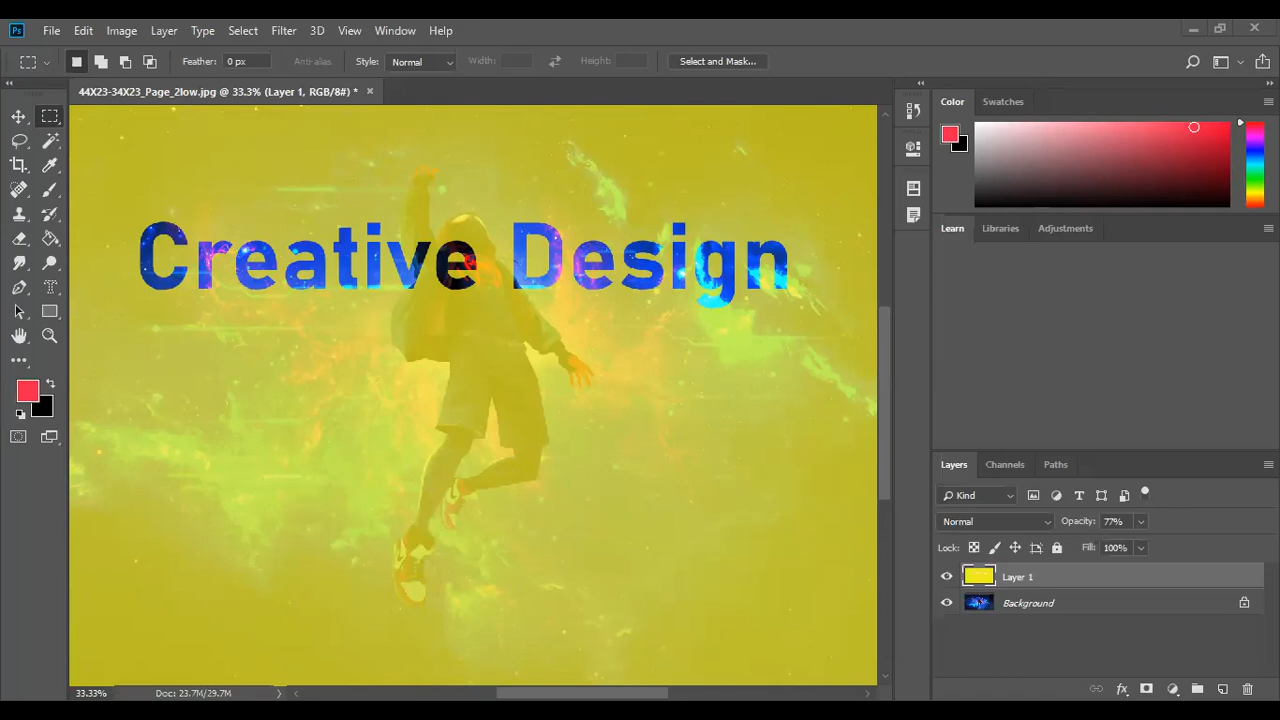 Ps File Edit Image Layer Type Select Filter 3D View Window Help
Feather: 0 px Anti-alias Style: Normal Width: Height: Select and Mask...
44X23-34X23_Page_2low.jpg @ 33.3% (Layer 1, RGB/8#) *
Color Swatches
Creative Design
Learn Libraries Adjustments
Layers Channels Paths
Kind
Normal Opacity: 77%
Lock: Fill: 100%
Layer 1
Background
33.33% Doc: 23.7M/29.7M